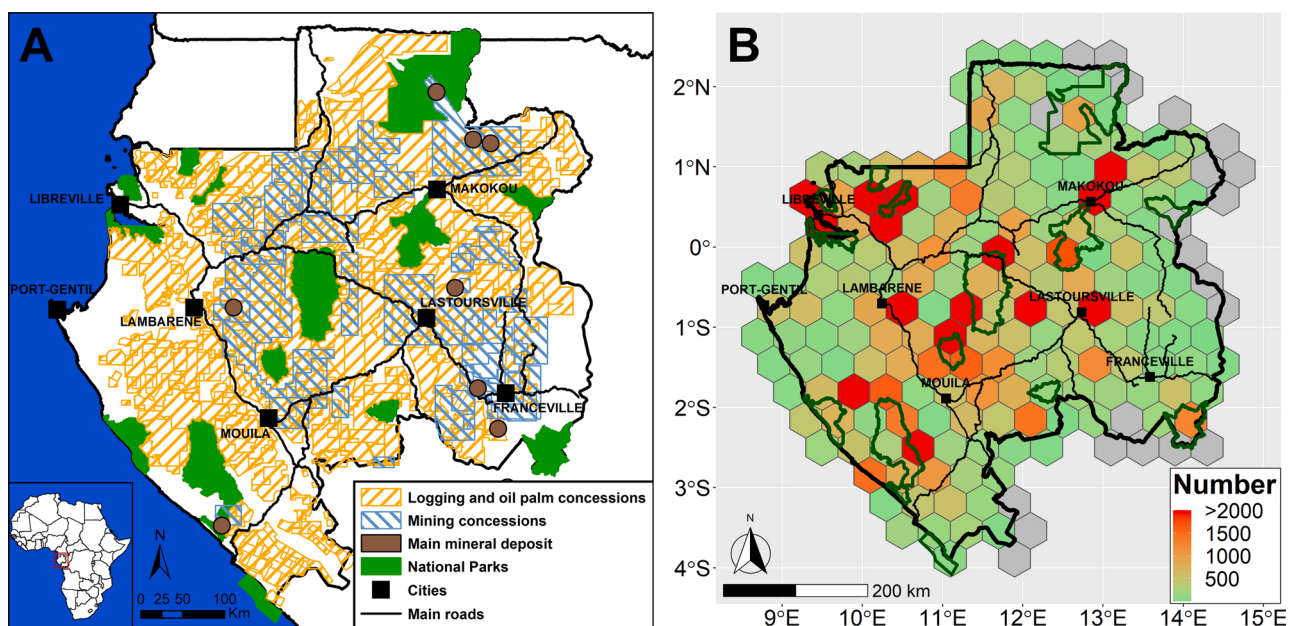 A
LIBREVILLE
MAKOKOU
PORT-GENTIL
LAMBARENE
LASTOURSVILLE
FRANCEVILLE
MOUILA
Logging and oil palm concessions
Mining concessions
Main mineral deposit
National Parks
Cities
Main roads
N
0 25 50 100
Km
B
2°N
1°N
0°
1°S
2°S
3°S
4°S
MAKOKOU
LIBREVILLE
PORT-GENTIL
LAMBARENE
LASTOURSVILLE
FRANCEVILLE
MOUILA
Number
>2000
1500
1000
500
N
200 km
9°E 10°E 11°E 12°E 13°E 14°E 15°E